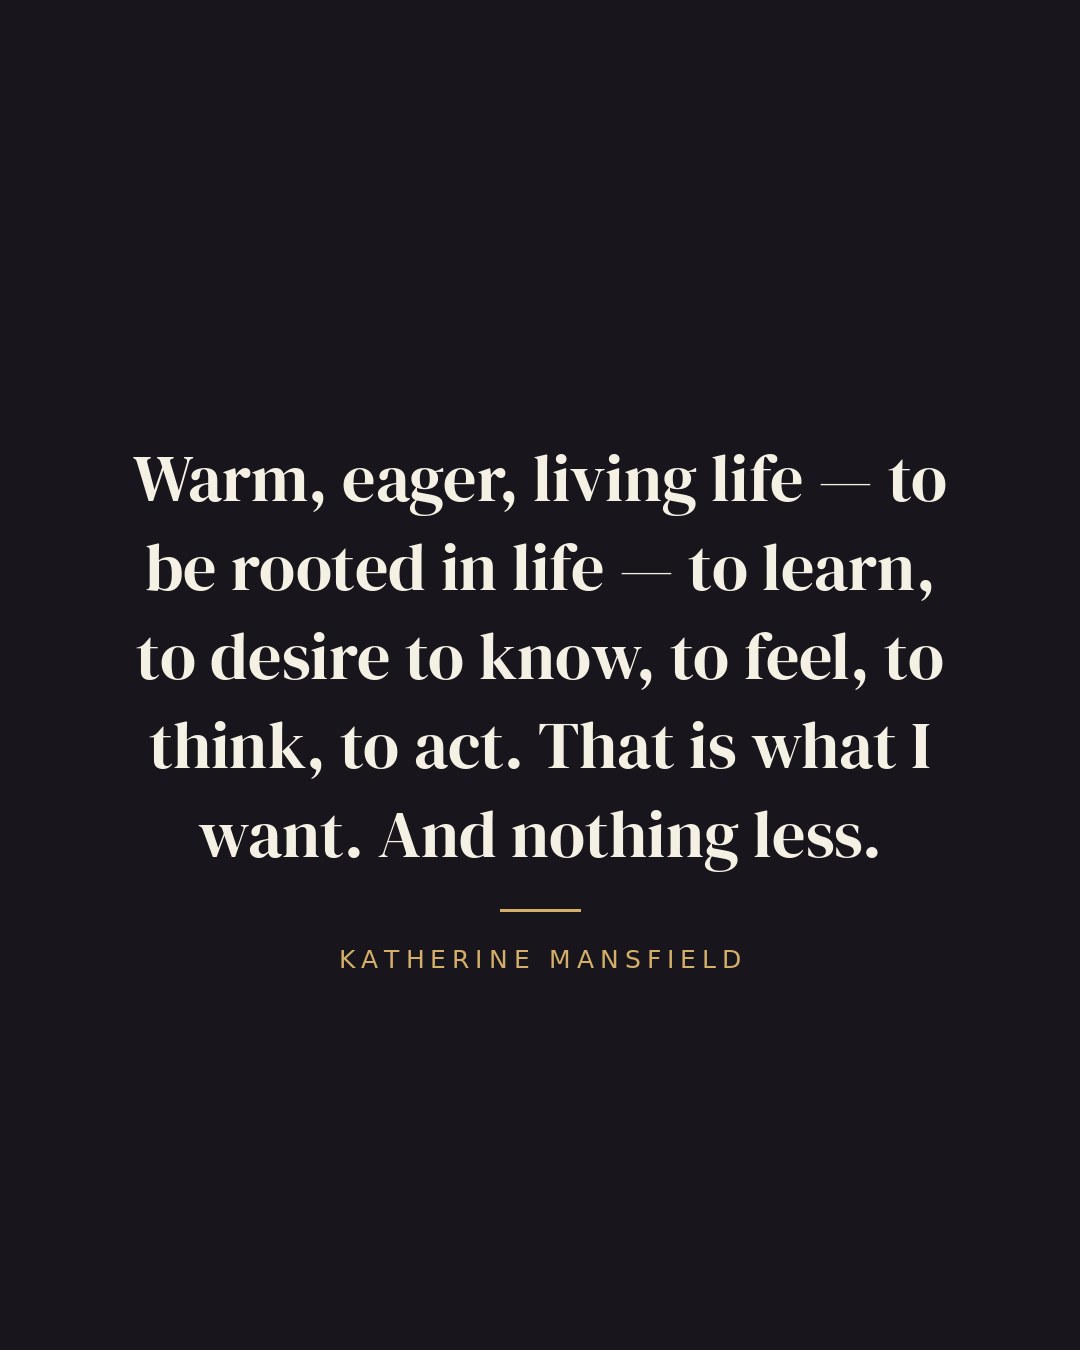 Warm, eager, living life — to
be rooted in life — to learn,
to desire to know, to feel, to
think, to act. That is what I
want. And nothing less.
KATHERINE MANSFIELD